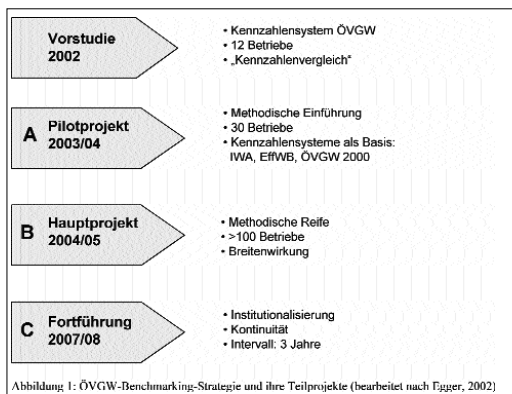 Vorstudie
2002
• Kennzahlensystem ÖVGW
• 12 Betriebe
• „Kennzahlenvergleich“
A Pilotprojekt
2003/04
• Methodische Einführung
• 30 Betriebe
• Kennzahlensysteme als Basis:
IWA, EffWB, ÖVGW 2000
B Hauptprojekt
2004/05
• Methodische Reife
• >100 Betriebe
• Breitenwirkung
C Fortführung
2007/08
• Institutionalisierung
• Kontinuität
• Intervall: 3 Jahre
Abbildung 1: ÖVGW-Benchmarking-Strategie und ihre Teilprojekte (bearbeitet nach Egger, 2002)